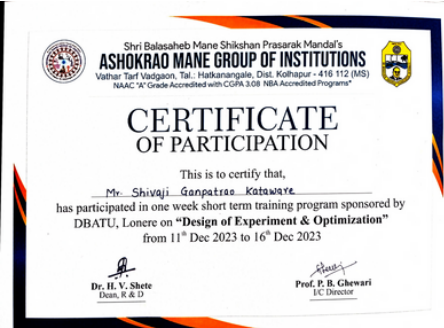 Shri Balasaheb Mane Shikshan Prasarak Mandal's
ASHOKRAO MANE GROUP OF INSTITUTIONS
Vathar Tarf Vadgaon, Tal.: Hatkanangale, Dist. Kolhapur - 416 112 (MS)
NAAC "A" Grade Accredited with CGPA 3.08 NBA Accredited Programs*
CERTIFICATE
OF PARTICIPATION
This is to certify that,
Mr. Shivaji Ganpatrao Kataware
has participated in one week short term training program sponsored by
DBATU, Lonere on "Design of Experiment & Optimization"
from 11th Dec 2023 to 16th Dec 2023
Dr. H. V. Shete
Dean, R & D
Prof. P. B. Ghewari
I/C Director